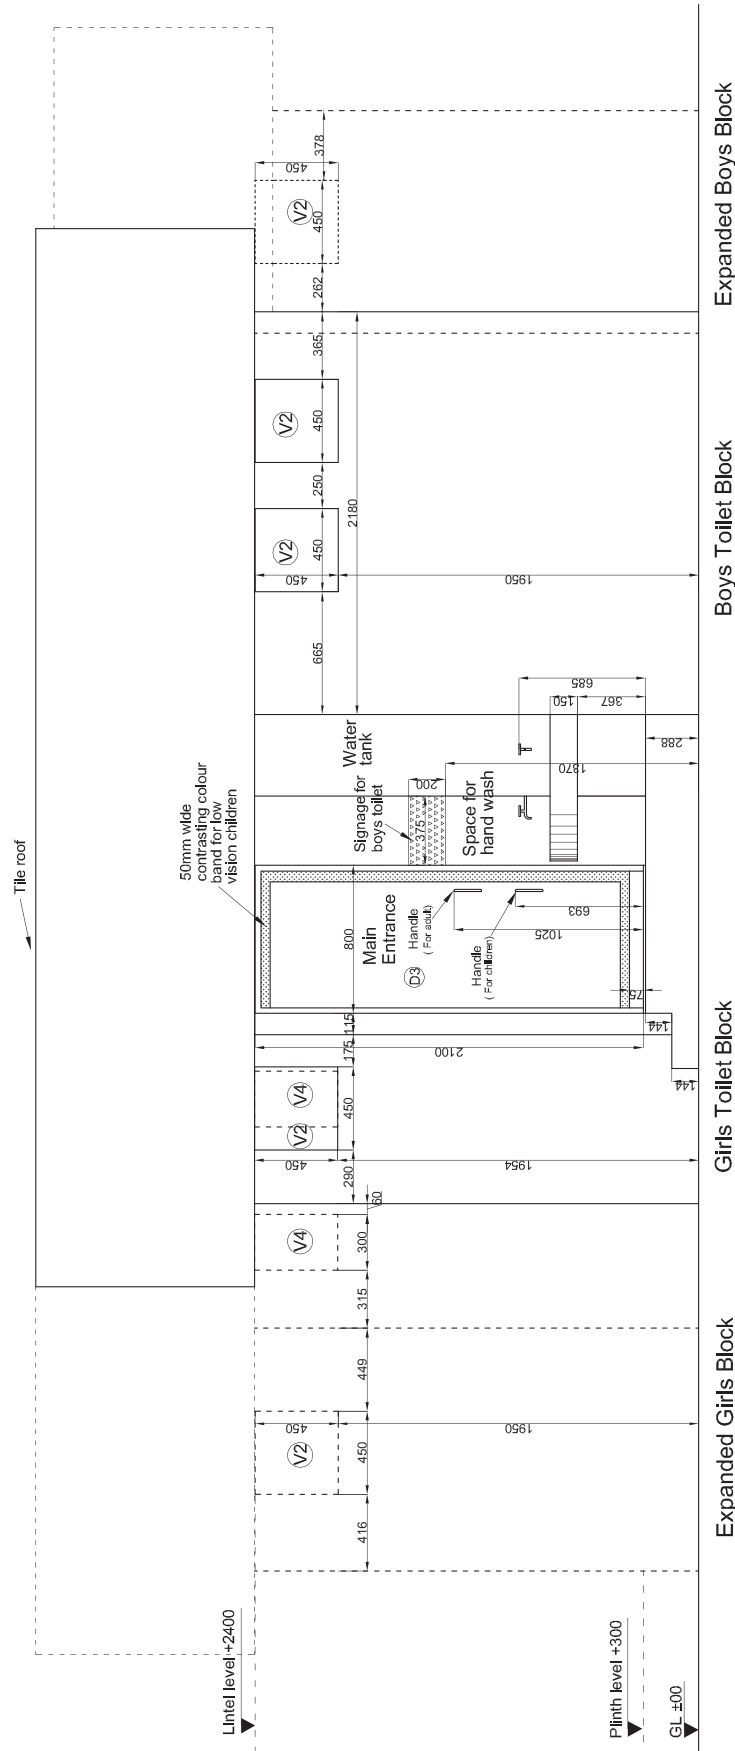 Tile roof
50mm wide
contrasting colour
band for low
vision children
Lintel level +2400
Plinth level +300
GL ±00
416
450
449
315
300
60
290
450
175
115
800
V2
450
1950
V4
V2
V4
450
1954
2100
144
144
75
Main
Entrance
D3
Handle
( For adult)
Handle
( For children)
1025
693
Signage for
boys toilet
375
200
Space for
hand wash
Water
tank
1370
685
150
367
288
665
450
250
450
365
2180
V2
V2
450
1950
262
450
378
V2
450
Expanded Girls Block
Girls Toilet Block
Boys Toilet Block
Expanded Boys Block